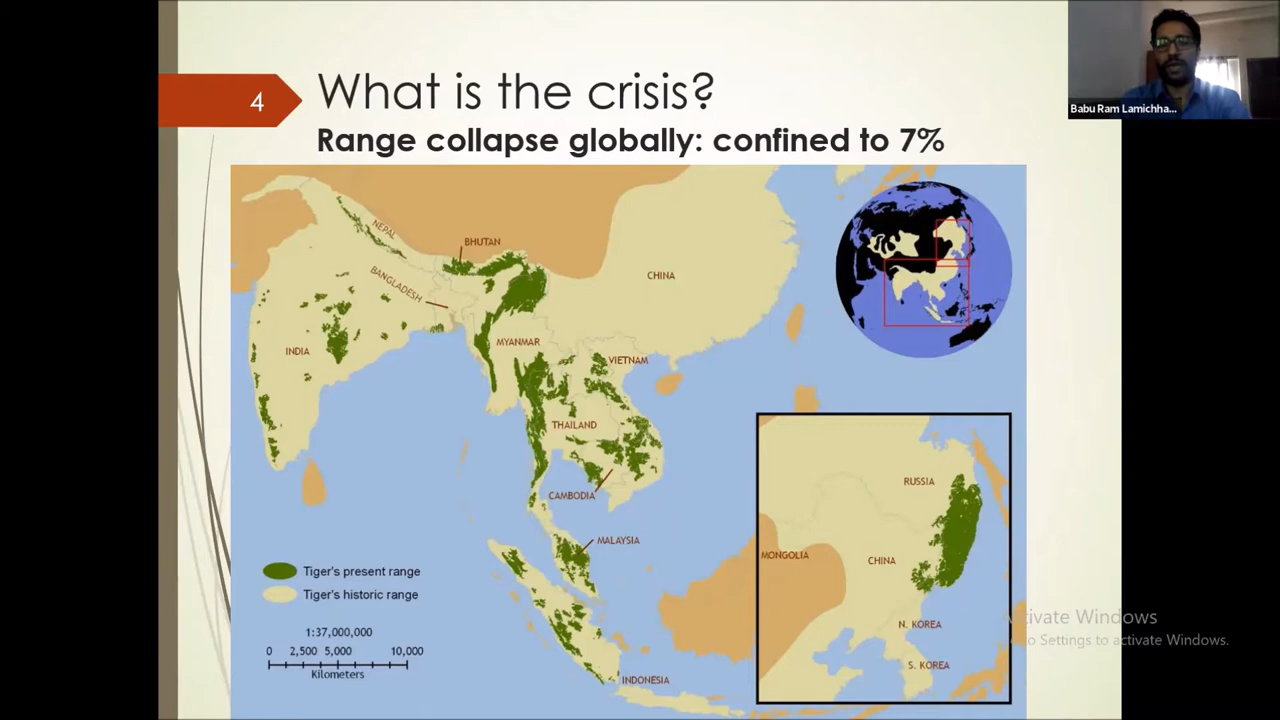 4
What is the crisis?
Range collapse globally: confined to 7%
Babu Ram Lamichha...
NEPAL
BHUTAN
BANGLADESH
CHINA
INDIA
MYANMAR
VIETNAM
THAILAND
CAMBODIA
MALAYSIA
INDONESIA
RUSSIA
MONGOLIA
CHINA
N. KOREA
S. KOREA
Tiger's present range
Tiger's historic range
1:37,000,000
0 2,500 5,000 10,000
Kilometers
Activate Windows
to Settings to activate Windows.